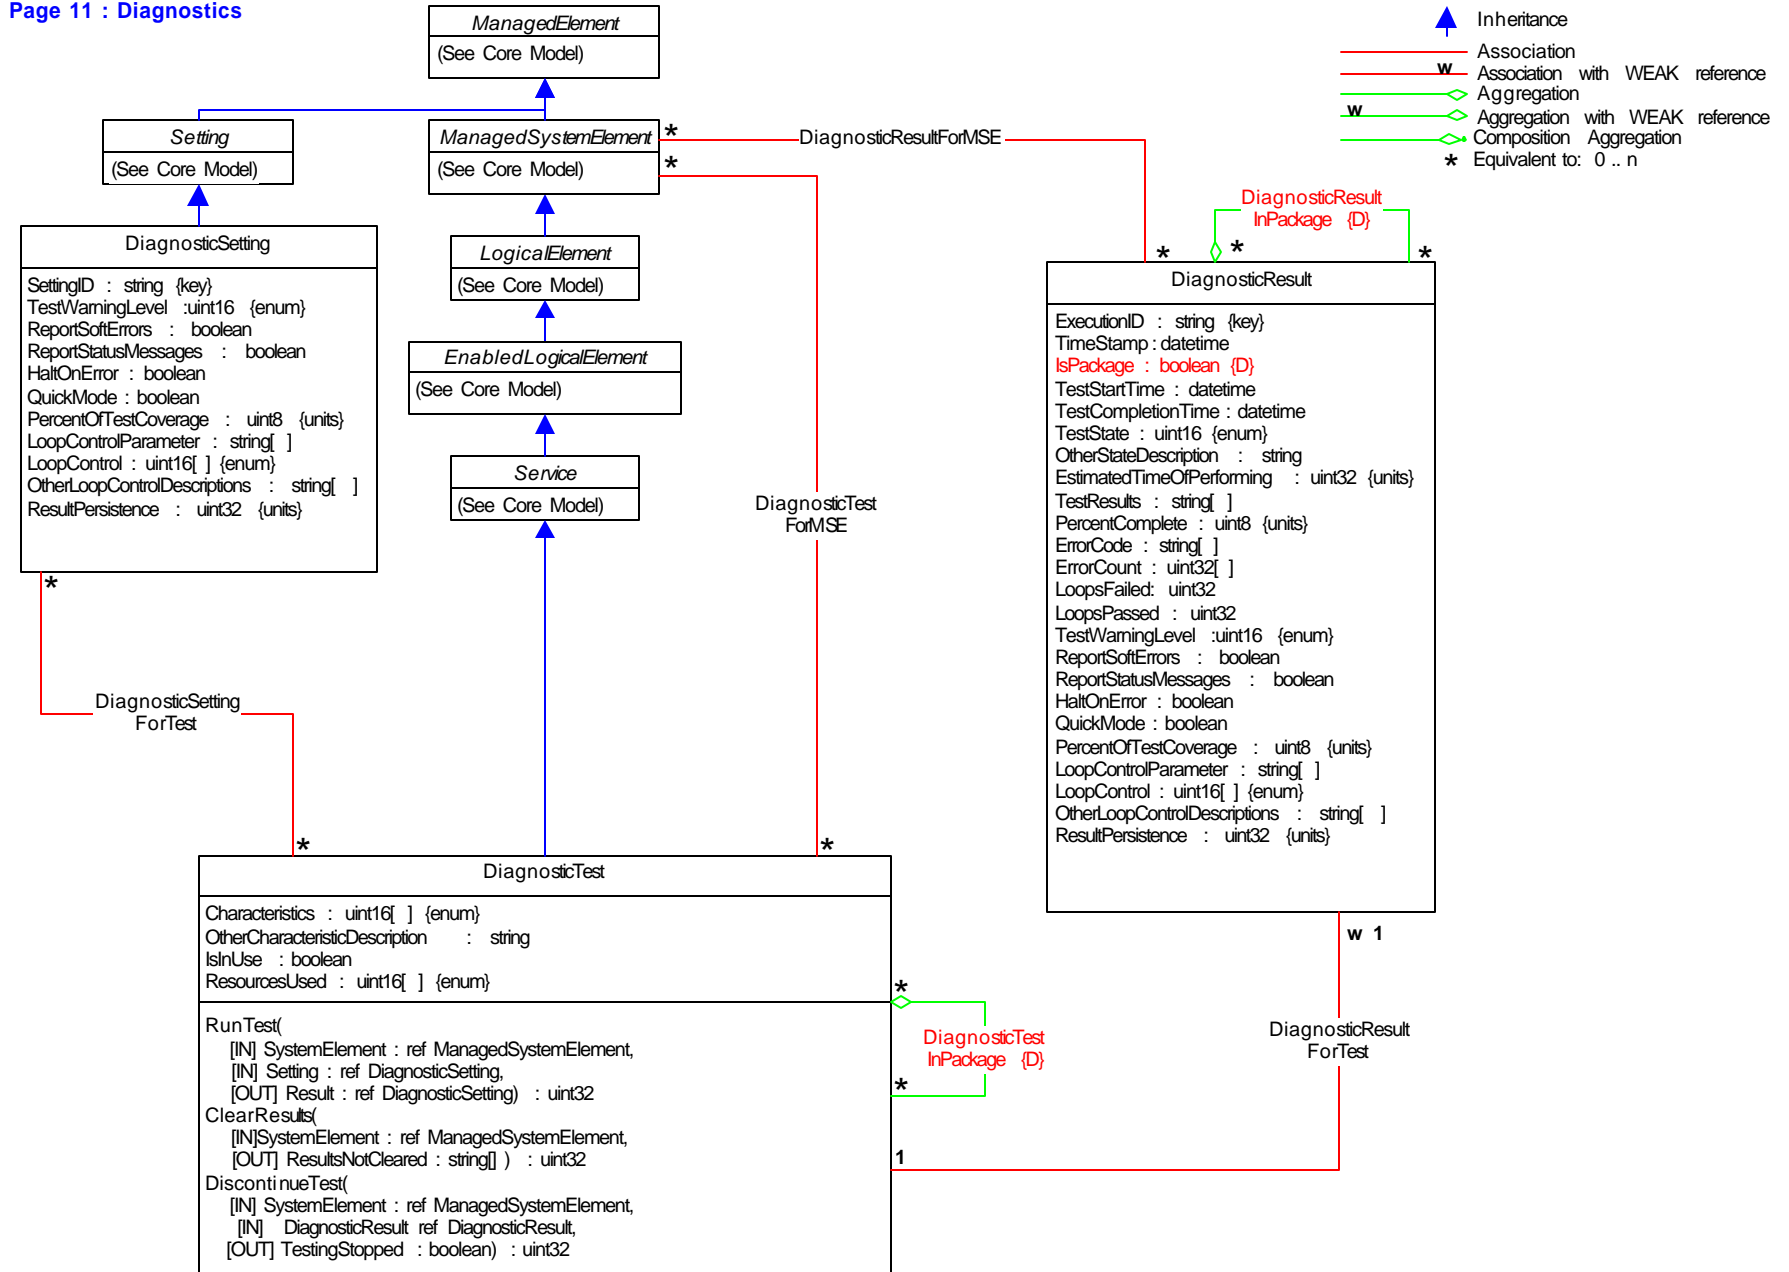 Page 11 : Diagnostics
Inheritance
Association
w
Association with WEAK reference
Aggregation
w
Aggregation with WEAK reference
Composition Aggregation
* Equivalent to: 0 .. n
ManagedElement
(See Core Model)
Setting
(See Core Model)
ManagedSystemElement
(See Core Model)
*
*
DiagnosticResultForMSE
DiagnosticResult
InPackage {D}
*
*
*
DiagnosticSetting
SettingID : string {key}
TestWarningLevel :uint16 {enum}
ReportSoftErrors : boolean
ReportStatusMessages : boolean
HaltOnError : boolean
QuickMode : boolean
PercentOfTestCoverage : uint8 {units}
LoopControlParameter : string[ ]
LoopControl : uint16[ ] {enum}
OtherLoopControlDescriptions : string[ ]
ResultPersistence : uint32 {units}
*
LogicalElement
(See Core Model)
EnabledLogicalElement
(See Core Model)
Service
(See Core Model)
DiagnosticTest
ForMSE
DiagnosticResult
ExecutionID : string {key}
TimeStamp : datetime
IsPackage : boolean {D}
TestStartTime : datetime
TestCompletionTime : datetime
TestState : uint16 {enum}
OtherStateDescription : string
EstimatedTimeOfPerforming : uint32 {units}
TestResults : string[ ]
PercentComplete : uint8 {units}
ErrorCode : string[ ]
ErrorCount : uint32[ ]
LoopsFailed: uint32
LoopsPassed : uint32
TestWarningLevel :uint16 {enum}
ReportSoftErrors : boolean
ReportStatusMessages : boolean
HaltOnError : boolean
QuickMode : boolean
PercentOfTestCoverage : uint8 {units}
LoopControlParameter : string[ ]
LoopControl : uint16[ ] {enum}
OtherLoopControlDescriptions : string[ ]
ResultPersistence : uint32 {units}
DiagnosticSetting
ForTest
*
*
DiagnosticTest
Characteristics : uint16[ ] {enum}
OtherCharacteristicDescription : string
IsInUse : boolean
ResourcesUsed : uint16[ ] {enum}
RunTest(
[IN] SystemElement : ref ManagedSystemElement,
[IN] Setting : ref DiagnosticSetting,
[OUT] Result : ref DiagnosticSetting) : uint32
ClearResults(
[IN]SystemElement : ref ManagedSystemElement,
[OUT] ResultsNotCleared : string[] ) : uint32
DiscontinueTest(
[IN] SystemElement : ref ManagedSystemElement,
[IN] DiagnosticResult ref DiagnosticResult,
[OUT] TestingStopped : boolean) : uint32
*
DiagnosticTest
InPackage {D}
*
w 1
DiagnosticResult
ForTest
1